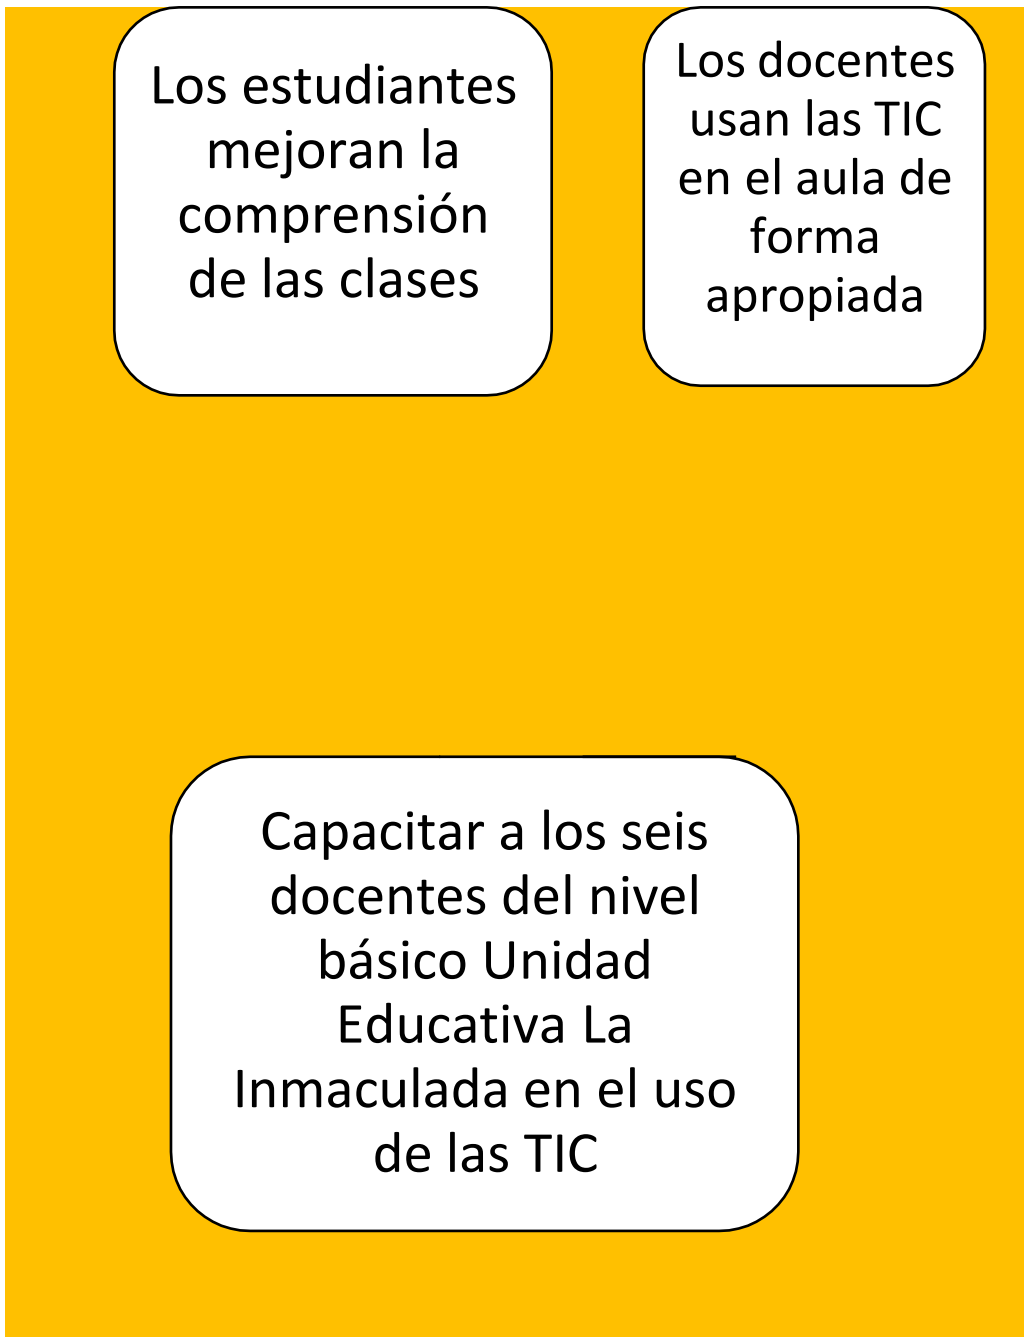 Los estudiantes
mejoran la
comprensión
de las clases
Los docentes
usan las TIC
en el aula de
forma
apropiada
Capacitar a los seis
docentes del nivel
básico Unidad
Educativa La
Inmaculada en el uso
de las TIC